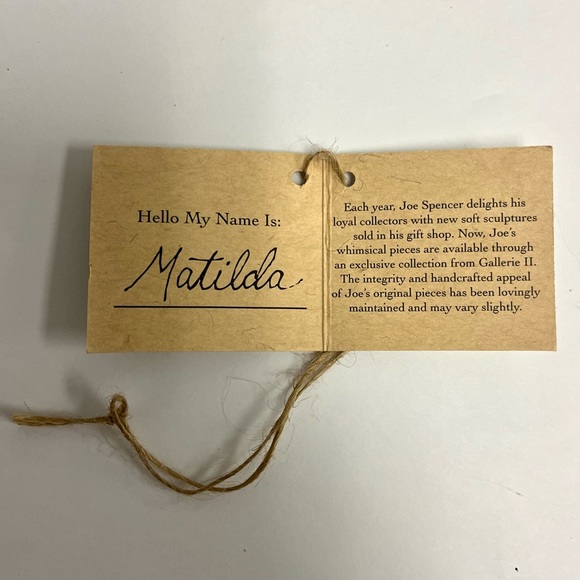 Hello My Name Is:
Matilda
Each year, Joe Spencer delights his
loyal collectors with new soft sculptures
sold in his gift shop. Now, Joe's
whimsical pieces are available through
an exclusive collection from Gallerie II.
The integrity and handcrafted appeal
of Joe's original pieces has been lovingly
maintained and may vary slightly.